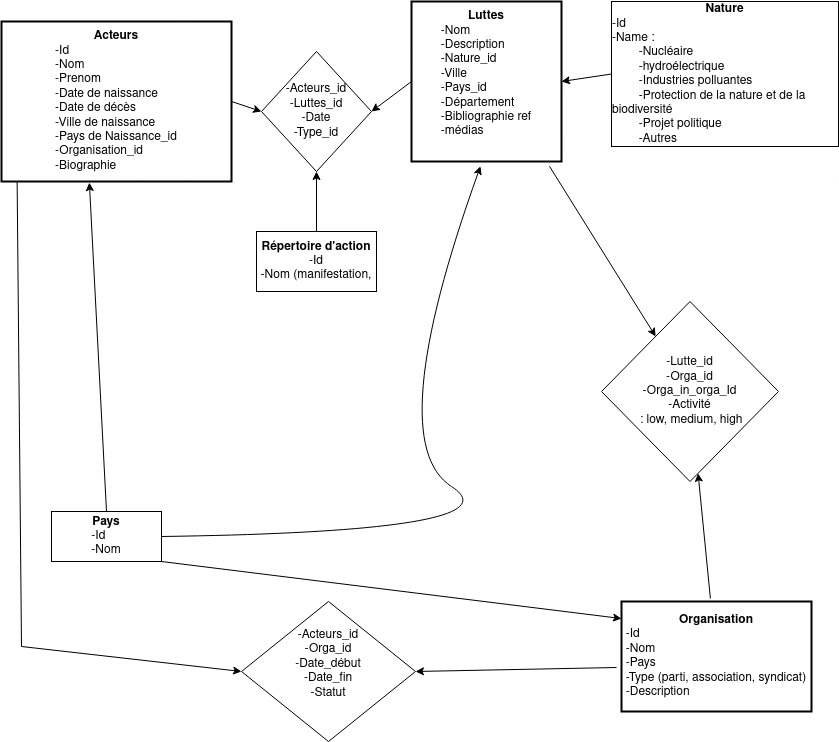 Acteurs
-Id
-Nom
-Prenom
-Date de naissance
-Date de décès
-Ville de naissance
-Pays de Naissance_id
-Organisation_id
-Biographie
-Acteurs_id
-Luttes_id
-Date
-Type_id
Luttes
-Nom
-Description
-Nature_id
-Ville
-Pays_id
-Département
-Bibliographie ref
-médias
Nature
-Id
-Name :
-Nucléaire
-hydroélectrique
-Industries polluantes
-Protection de la nature et de la
biodiversité
-Projet politique
-Autres
Répertoire d'action
-Id
-Nom (manifestation,
-Lutte_id
-Orga_id
-Orga_in_orga_Id
-Activité
: low, medium, high
Pays
-Id
-Nom
-Acteurs_id
-Orga_id
-Date_début
-Date_fin
-Statut
Organisation
-Id
-Nom
-Pays
-Type (parti, association, syndicat)
-Description